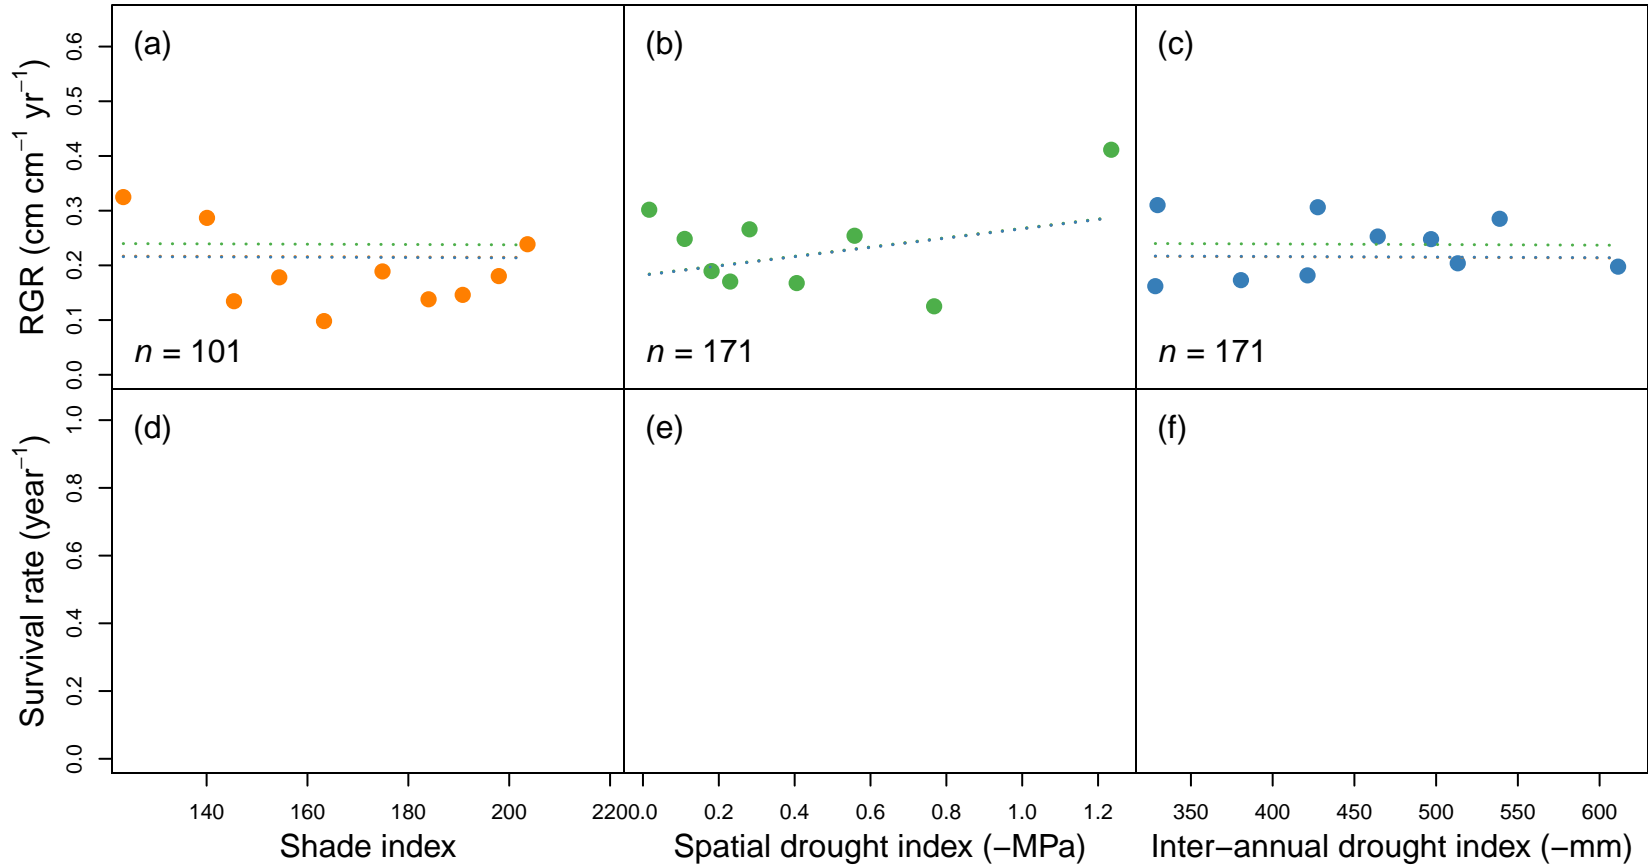 (a) (b) (c)
RGR (cm cm⁻¹ yr⁻¹)
0.6
0.5
0.4
0.3
0.2
0.1
0.0
n = 101 n = 171 n = 171
(d) (e) (f)
Survival rate (year⁻¹)
1.0
0.8
0.6
0.4
0.2
0.0
140 160 180 200 220 0.0 0.2 0.4 0.6 0.8 1.0 1.2 350 400 450 500 550 600
Shade index Spatial drought index (−MPa) Inter−annual drought index (−mm)